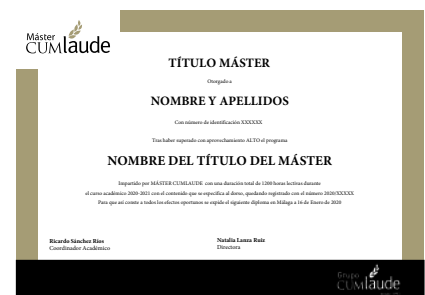 Máster
CUMlaude
TÍTULO MÁSTER
Otorgado a
NOMBRE Y APELLIDOS
Con número de identificación XXXXXX
Tras haber superado con aprovechamiento ALTO el programa
NOMBRE DEL TÍTULO DEL MÁSTER
Impartido por MÁSTER CUMLAUDE con una duración total de 1200 horas lectivas durante
el curso académico 2020-2021 con el contenido que se especifica al dorso, quedando registrado con el número 2020/XXXXX
Para que así conste a todos los efectos oportunos se expide el siguiente diploma en Málaga a 16 de Enero de 2020
Ricardo Sánchez Ríos
Natalia Lanza Ruiz
Coordinador Académico
Directora
Grupo
CUMlaude